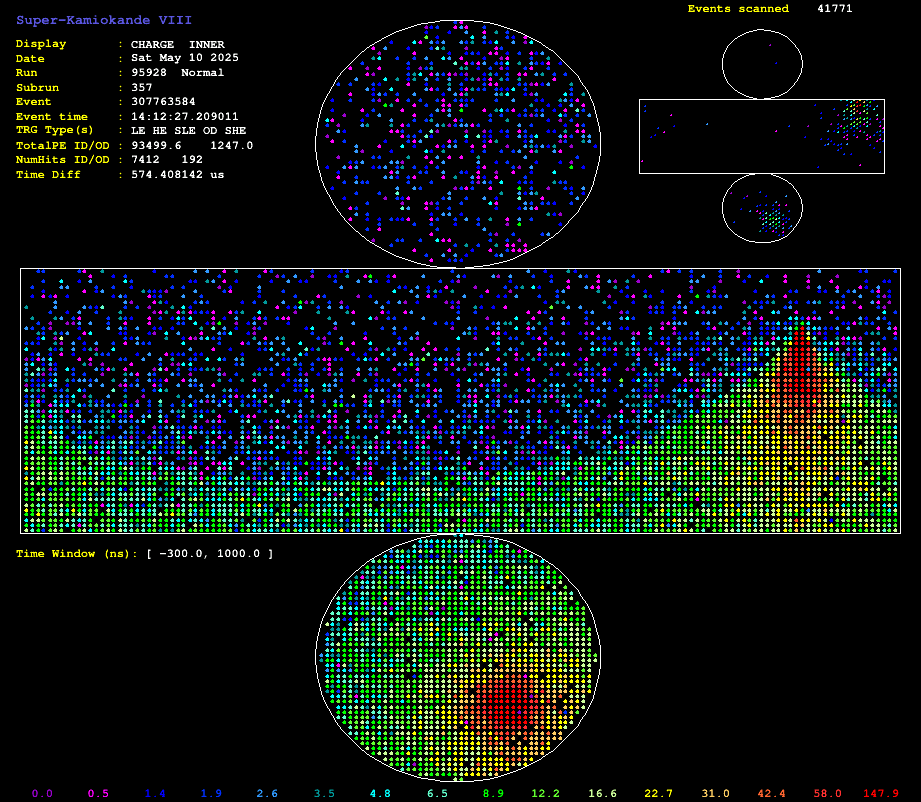 Events scanned 41771
Super-Kamiokande VIII
Display : CHARGE INNER
Date : Sat May 10 2025
Run : 95928 Normal
Subrun : 357
Event : 307763584
Event time : 14:12:27.209011
TRG Type(s) : LE HE SLE OD SHE
TotalPE ID/OD : 93499.6 1247.0
NumHits ID/OD : 7412 192
Time Diff : 574.408142 us
Time Window (ns): [ −300.0, 1000.0 ]
0.0 0.5 1.4 1.9 2.6 3.5 4.8 6.5 8.9 12.2 16.6 22.7 31.0 42.4 58.0 147.9